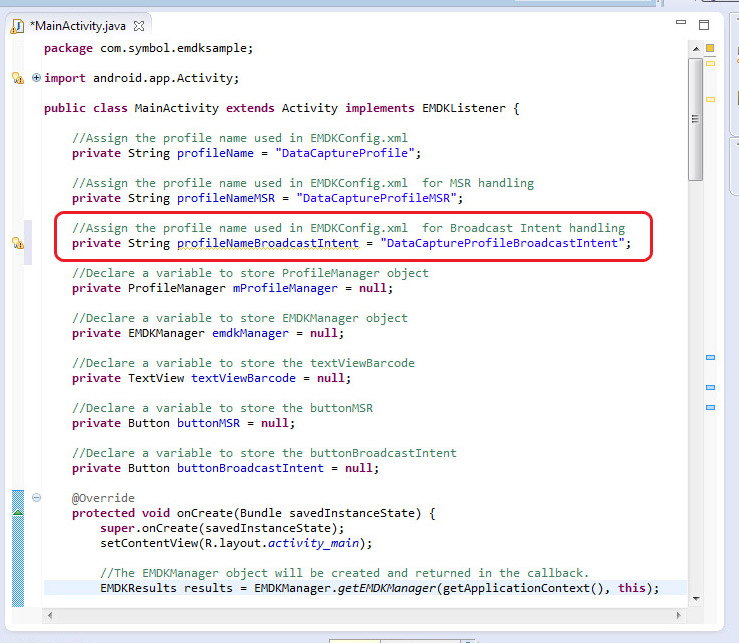 *MainActivity.java
package com.symbol.emdksample;
import android.app.Activity;
public class MainActivity extends Activity implements EMDKListener {
//Assign the profile name used in EMDKConfig.xml
private String profileName = "DataCaptureProfile";
//Assign the profile name used in EMDKConfig.xml  for MSR handling
private String profileNameMSR = "DataCaptureProfileMSR";
//Assign the profile name used in EMDKConfig.xml  for Broadcast Intent handling
private String profileNameBroadcastIntent = "DataCaptureProfileBroadcastIntent";
//Declare a variable to store ProfileManager object
private ProfileManager mProfileManager = null;
//Declare a variable to store EMDKManager object
private EMDKManager emdkManager = null;
//Declare a variable to store the textViewBarcode
private TextView textViewBarcode = null;
//Declare a variable to store the buttonMSR
private Button buttonMSR = null;
//Declare a variable to store the buttonBroadcastIntent
private Button buttonBroadcastIntent = null;
@Override
protected void onCreate(Bundle savedInstanceState) {
super.onCreate(savedInstanceState);
setContentView(R.layout.activity_main);
//The EMDKManager object will be created and returned in the callback.
EMDKResults results = EMDKManager.getEMDKManager(getApplicationContext(), this);